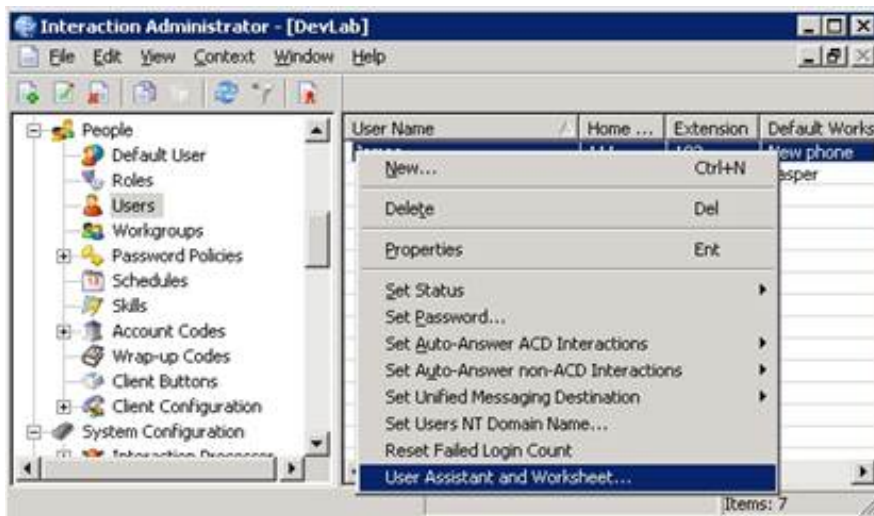 Interaction Administrator - [DevLab]
File Edit View Context Window Help
User Name Home ... Extension Default Works
People
Default User
Roles
Users
Workgroups
Password Policies
Schedules
Skills
Account Codes
Wrap-up Codes
Client Buttons
Client Configuration
System Configuration
New phone
asper
New... Ctrl+N
Delete Del
Properties Ent
Set Status
Set Password...
Set Auto-Answer ACD Interactions
Set Auto-Answer non-ACD Interactions
Set Unified Messaging Destination
Set Users NT Domain Name...
Reset Failed Login Count
User Assistant and Worksheet...
Items: 7